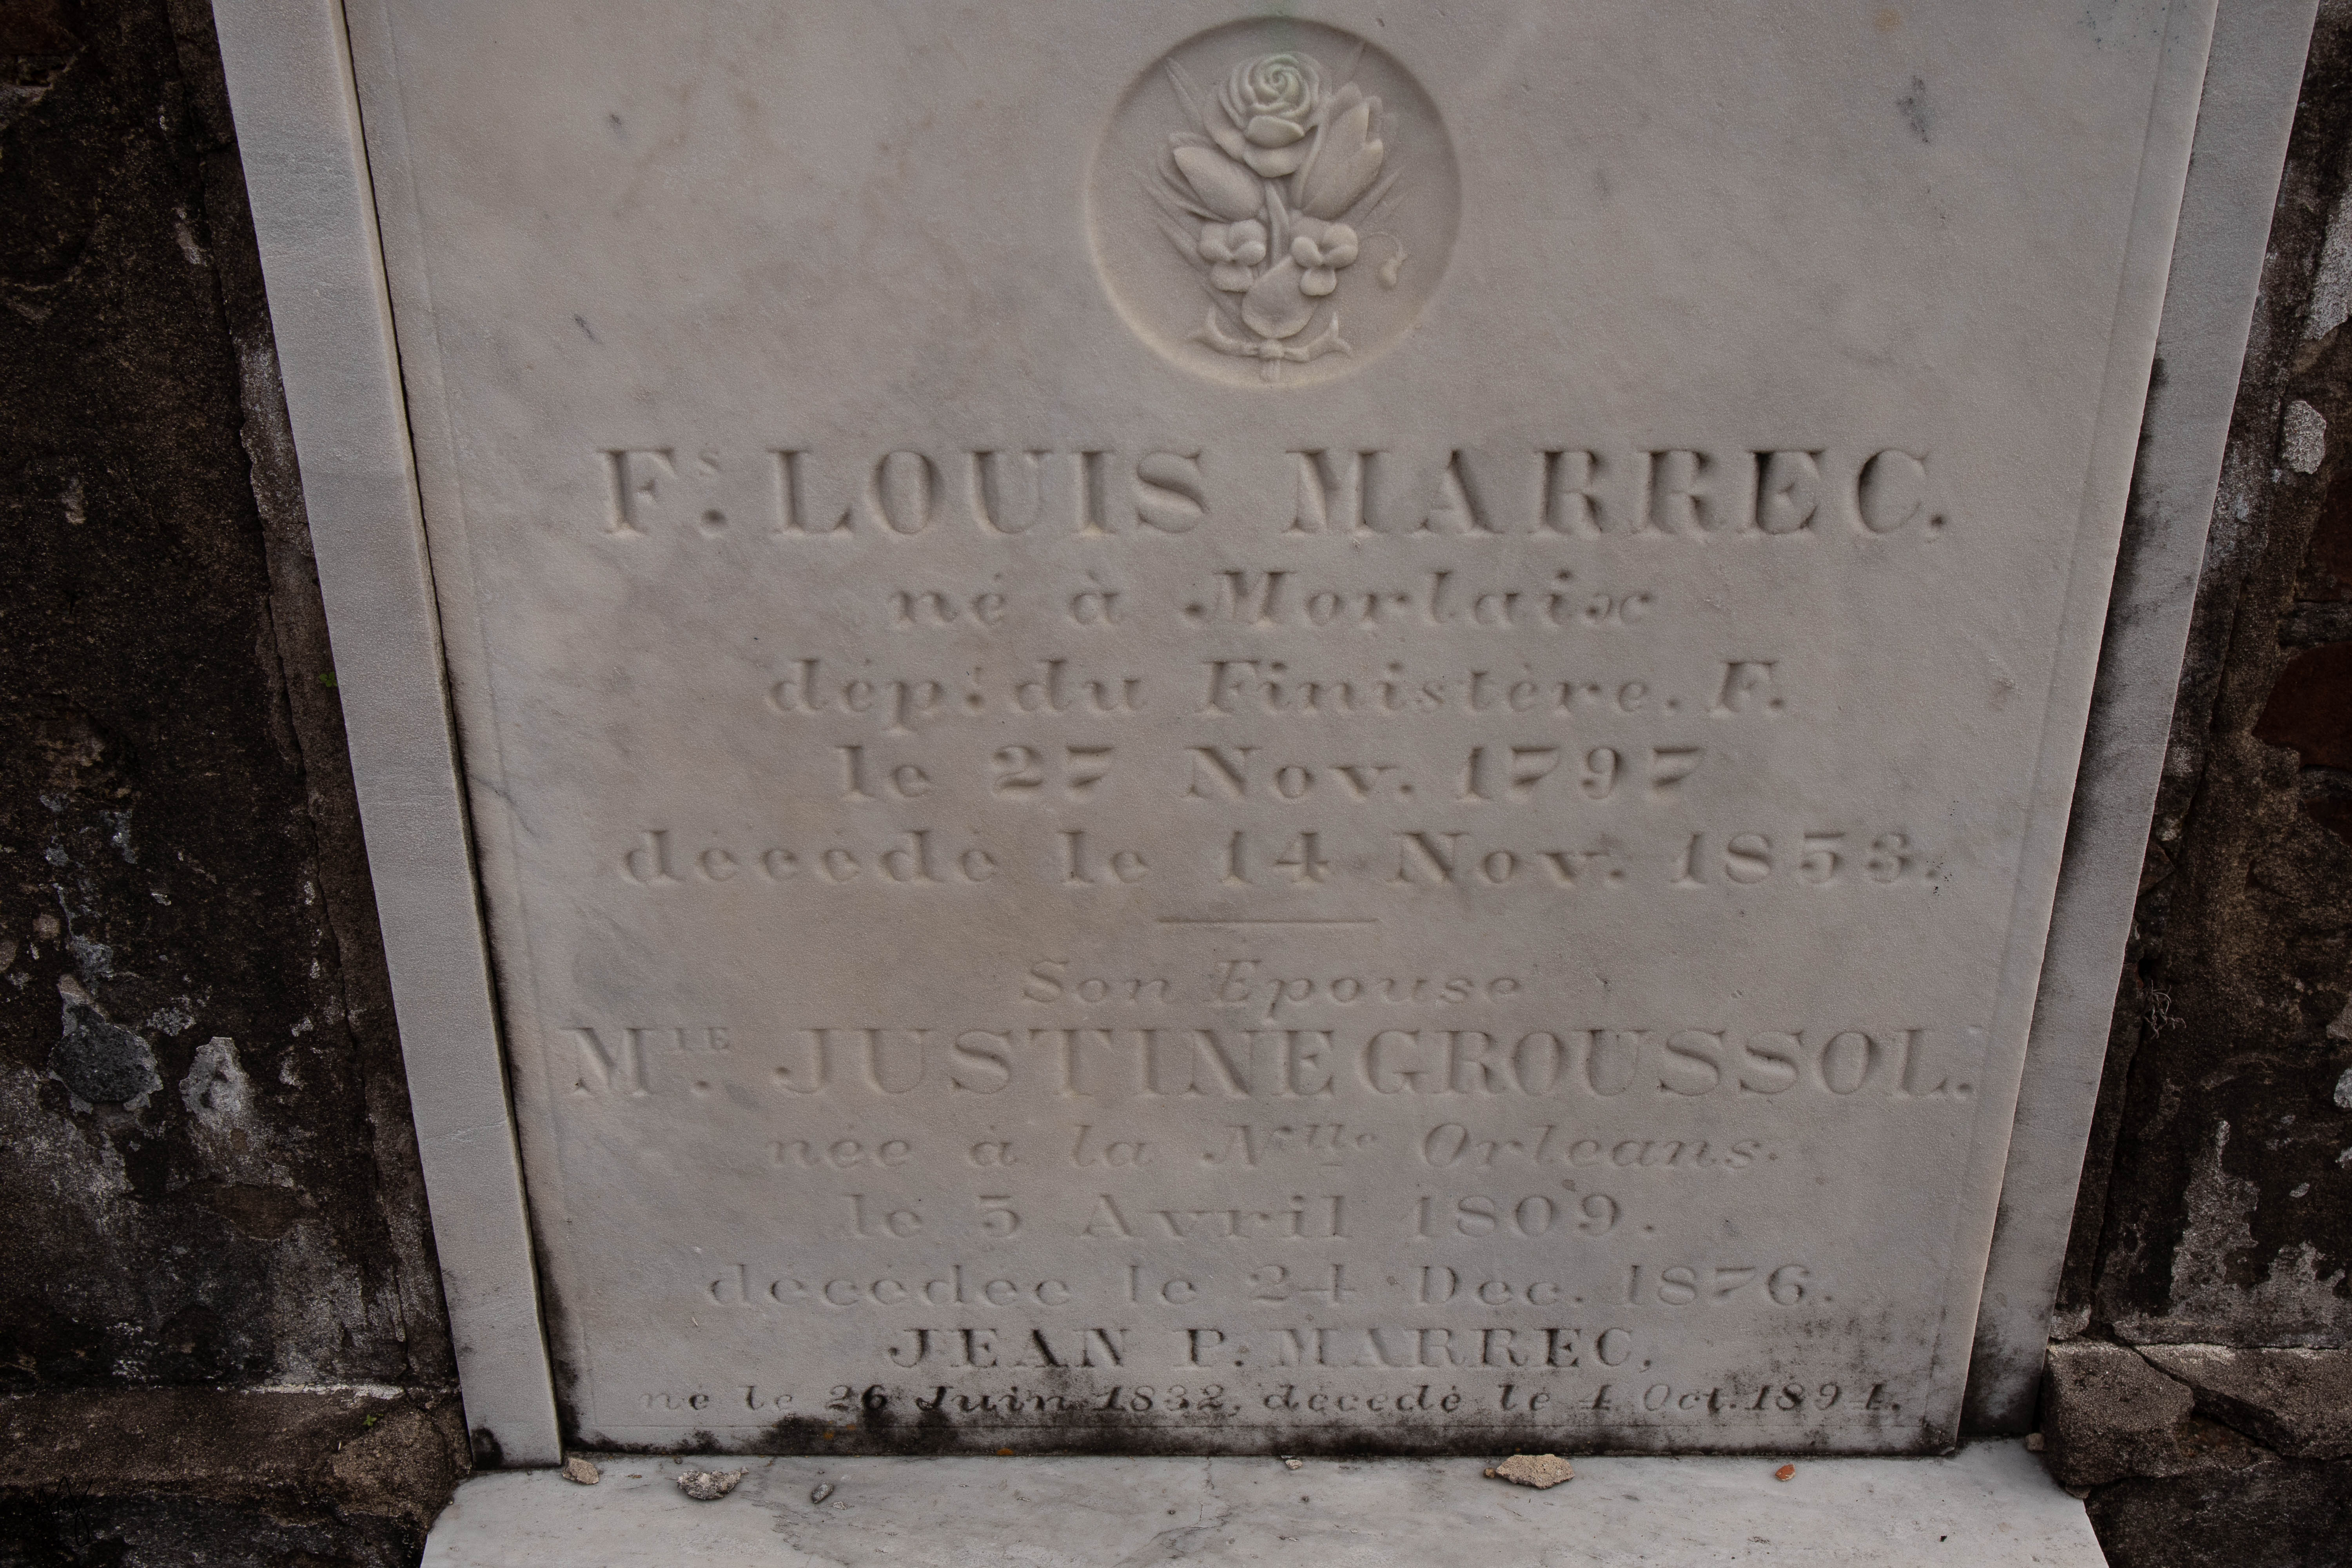 Fˢ. LOUIS MARREC.
né à Morlaix
dép. du Finistère. F.
le 27 Nov. 1797
décédé le 14 Nov. 1853.
Son Epouse
Mᴵᴱ. JUSTINE GROUSSOL.
née à la Nˡˡᵉ Orleans.
le 5 Avril 1809.
décédée le 24 Dec. 1876.
JEAN P. MARREC,
né le 26 Juin 1832, décédé le 4 Oct. 1894.